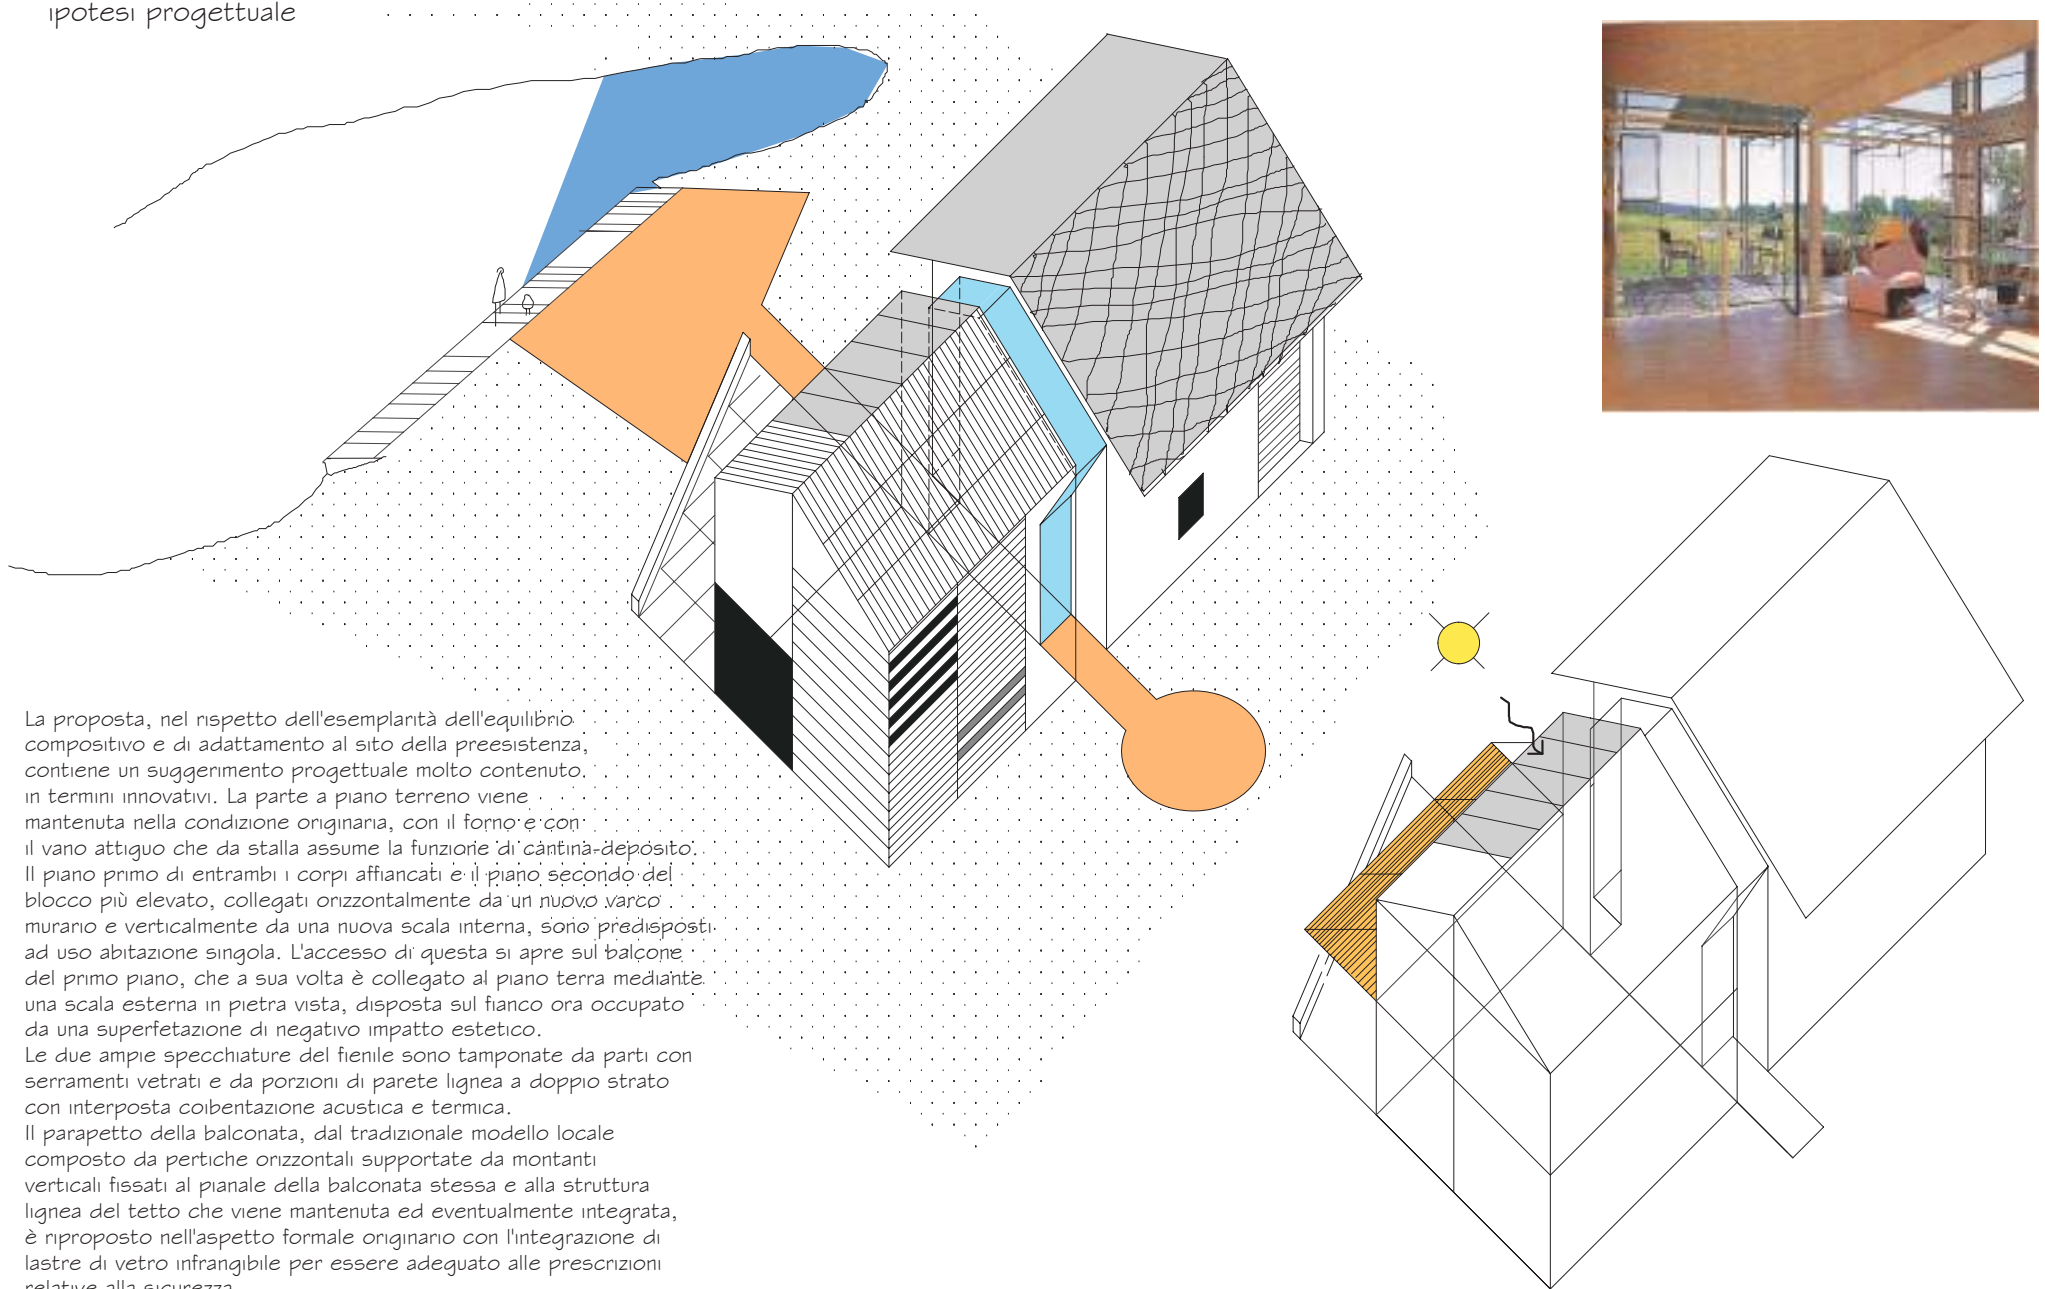 ipotesi progettuale
La proposta, nel rispetto dell'esemplarità dell'equilibrio
compositivo e di adattamento al sito della preesistenza,
contiene un suggerimento progettuale molto contenuto.
in termini innovativi. La parte a piano terreno viene
mantenuta nella condizione originaria, con il forno e con
il vano attiguo che da stalla assume la funzione di cantina-deposito.
Il piano primo di entrambi i corpi affiancati e il piano secondo del
blocco più elevato, collegati orizzontalmente da un nuovo varco
murario e verticalmente da una nuova scala interna, sono predisposti
ad uso abitazione singola. L'accesso di questa si apre sul balcone
del primo piano, che a sua volta è collegato al piano terra mediante
una scala esterna in pietra vista, disposta sul fianco ora occupato
da una superfetazione di negativo impatto estetico.
Le due ampie specchiature del fienile sono tamponate da parti con
serramenti vetrati e da porzioni di parete lignea a doppio strato
con interposta coibentazione acustica e termica.
Il parapetto della balconata, dal tradizionale modello locale
composto da pertiche orizzontali supportate da montanti
verticali fissati al pianale della balconata stessa e alla struttura
lignea del tetto che viene mantenuta ed eventualmente integrata,
è riproposto nell'aspetto formale originario con l'integrazione di
lastre di vetro infrangibile per essere adeguato alle prescrizioni
relative alla sicurezza